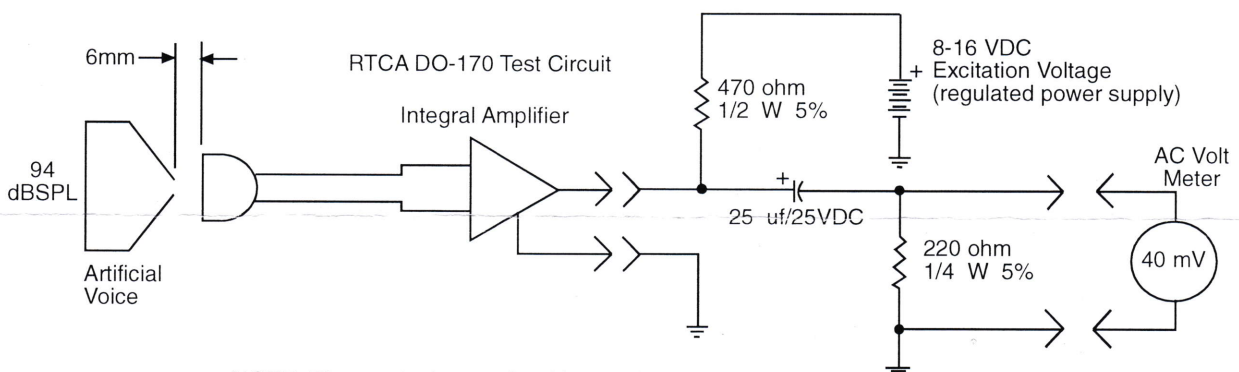 6mm
RTCA DO-170 Test Circuit
Integral Amplifier
94
dBSPL
Artificial
Voice
470 ohm
1/2 W 5%
8-16 VDC
+ Excitation Voltage
(regulated power supply)
AC Volt
Meter
+
25 uf/25VDC
220 ohm
1/4 W 5%
40 mV